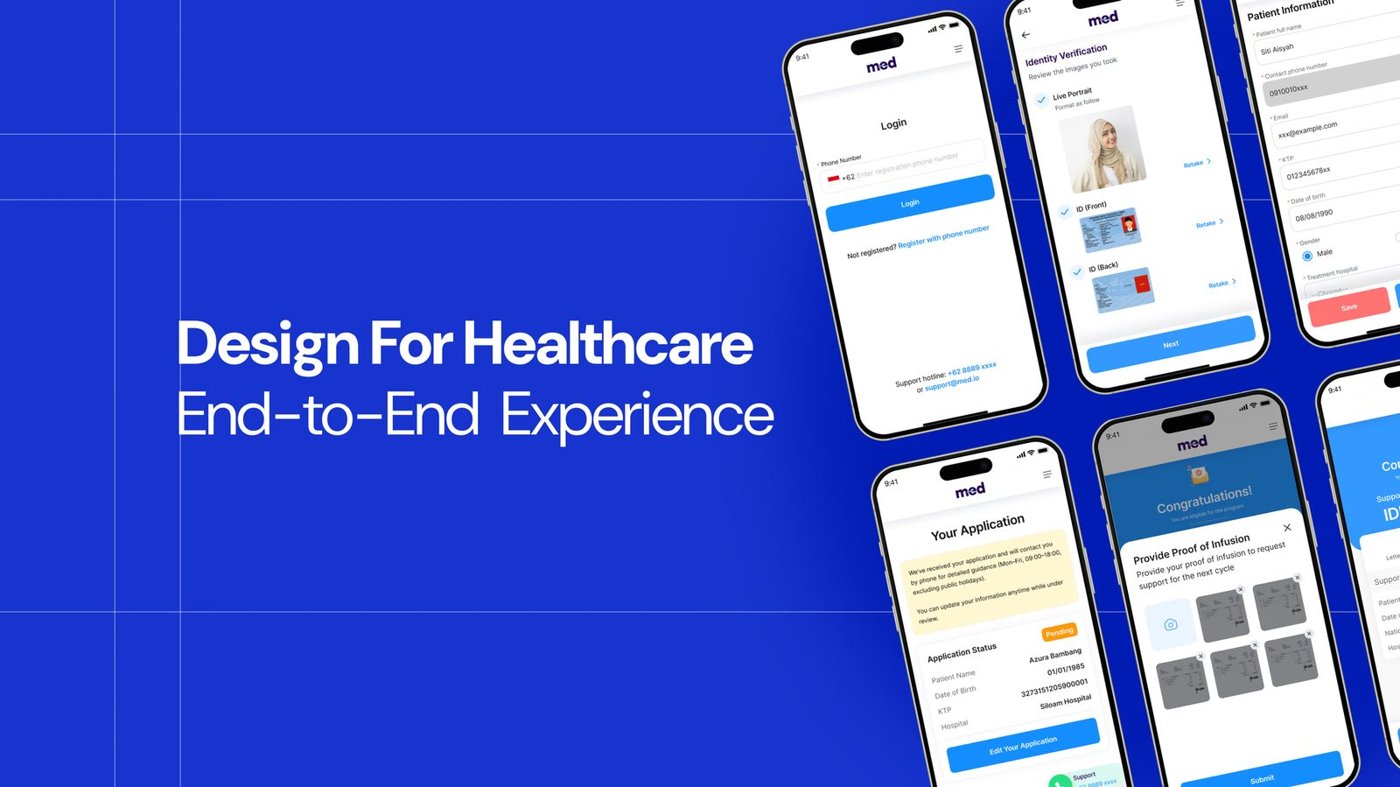 Design For Healthcare
End-to-End Experience
9:41
med
Login
* Phone Number
+62 Enter registration phone number
Login
Not registered? Register with phone number
Support hotline: +62 8889 xxxx
or support@med.io
9:41
med
Identity Verification
Review the images you took
Live Portrait
Format as follow
Retake
ID (Front)
Retake
ID (Back)
Retake
Next
Patient Information
* Patient full name
Siti Aisyah
* Contact phone number
0910010xxx
* Email
xxx@example.com
* KTP
012345678xx
* Date of birth
08/08/1990
* Gender
Male
* Treatment hospital
Choose
Save
9:41
med
Your Application
We've received your application and will contact you
by phone for detailed guidance (Mon-Fri, 09:00-18:00,
excluding public holidays).
You can update your information anytime while under
review.
Application Status
Pending
Patient Name
Azura Bambang
Date of Birth
01/01/1985
KTP
3273151205900001
Hospital
Siloam Hospital
Edit Your Application
Support
8889 xxxx
9:41
med
Congratulations!
You are eligible for the program
Provide Proof of Infusion
Provide your proof of infusion to request
support for the next cycle
Submit
9:41